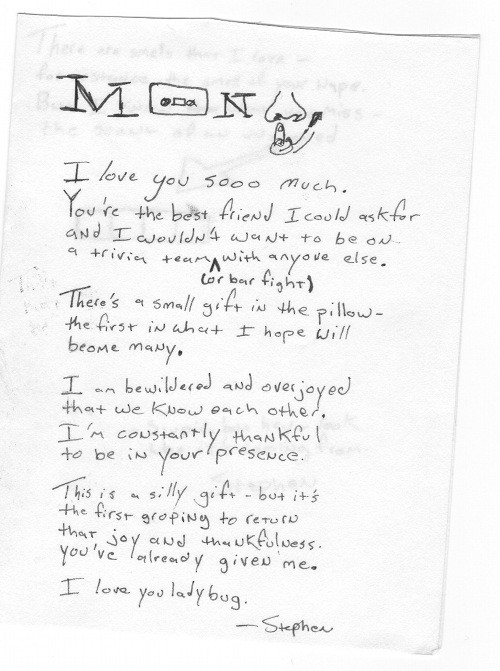 M N
I love you sooo much.
You're the best friend I could ask for
and I wouldn't want to be on
a trivia team ^ with anyone else.
(or bar fight)
There's a small gift in the pillow-
the first in what I hope will
beome many.
I am bewildered and overjoyed
that we know each other.
I'm constantly thankful
to be in your presence.
This is a silly gift - but it's
the first groping to return
that joy and thankfulness
you've already given me.
I love you ladybug.
— Stephen